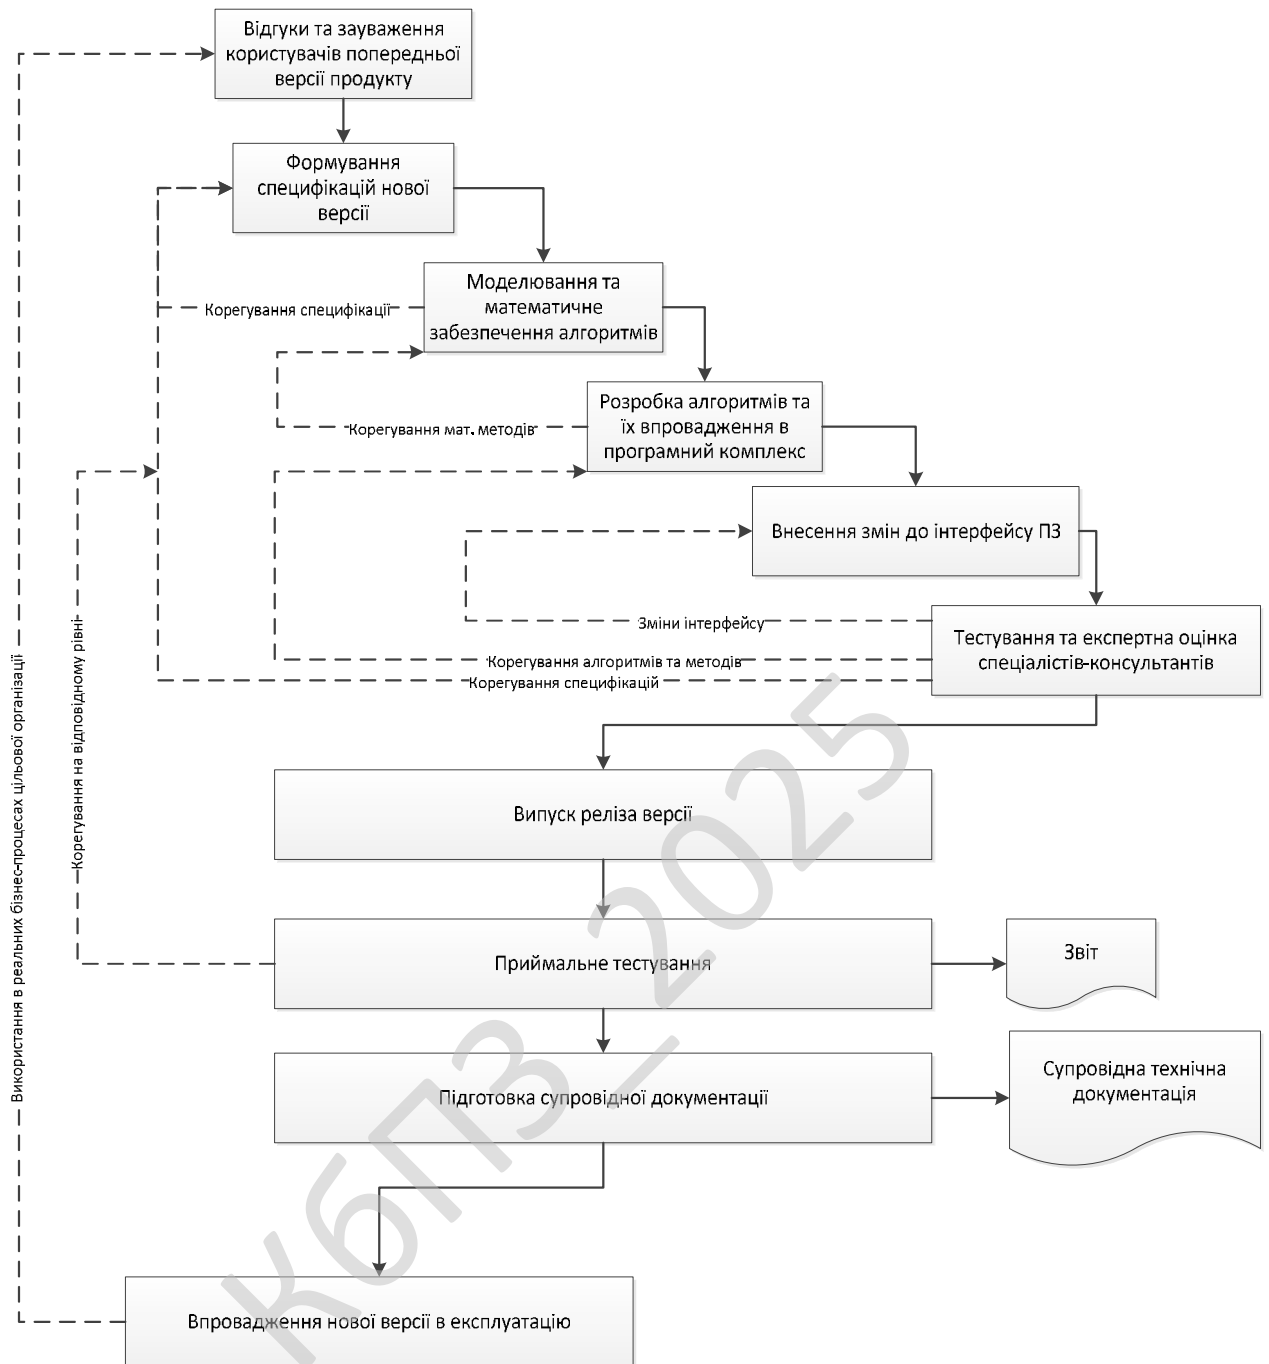 Відгуки та зауваження
користувачів попередньої
версії продукту
Формування
специфікацій нової
версії
Моделювання та
математичне
забезпечення алгоритмів
Корегування специфікації
Розробка алгоритмів та
їх впровадження в
програмний комплекс
Корегування мат. методів
Внесення змін до інтерфейсу ПЗ
Тестування та експертна оцінка
спеціалістів-консультантів
Зміни інтерфейсу
Корегування алгоритмів та методів
Корегування специфікацій
Випуск реліза версії
Приймальне тестування
Звіт
Підготовка супровідної документації
Супровідна технічна
документація
Впровадження нової версії в експлуатацію
Корегування на відповідному рівні
Використання в реальних бізнес-процесах цільової організації
КбПЗ_2025